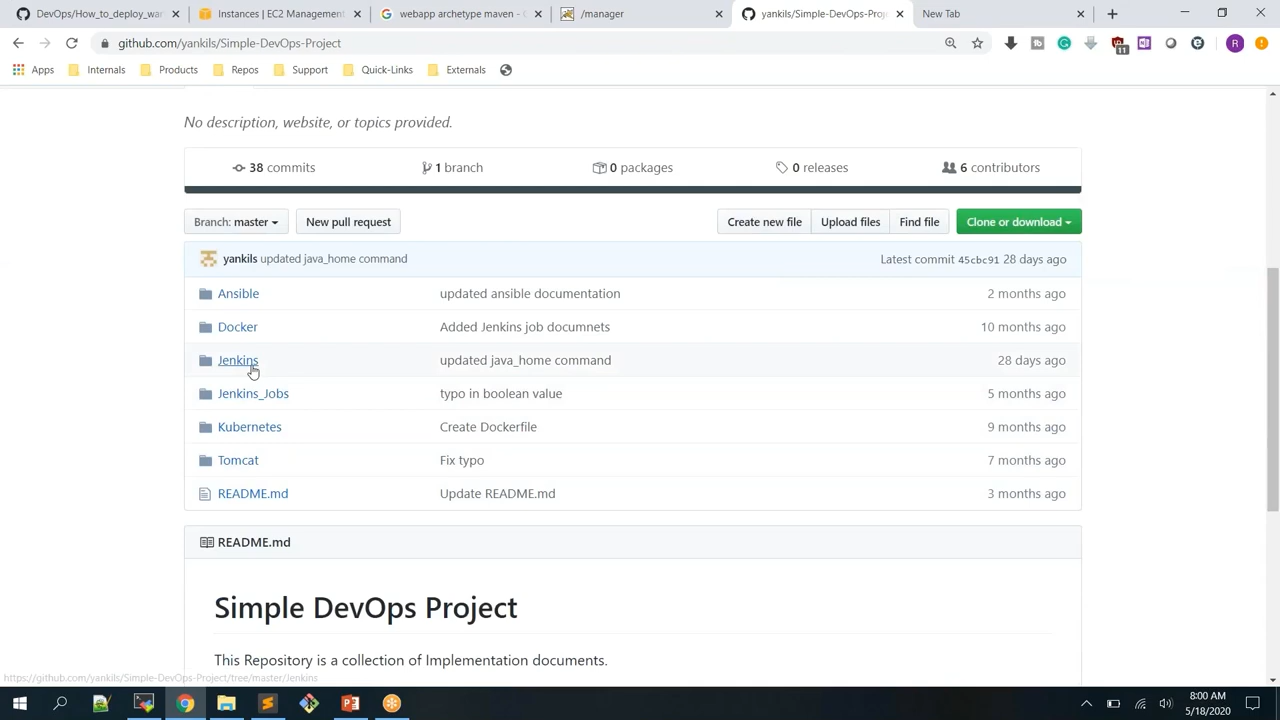 DevOps/How_to_deploy_war
Instances | EC2 Management
webapp archetype maven -
/manager
yankils/Simple-DevOps-Proj
New Tab
github.com/yankils/Simple-DevOps-Project
11
R
Apps
Internals
Products
Repos
Support
Quick-Links
Externals
No description, website, or topics provided.
38 commits
1 branch
0 packages
0 releases
6 contributors
Branch: master
New pull request
Create new file
Upload files
Find file
Clone or download
yankils updated java_home command
Latest commit 45cbc91 28 days ago
Ansible updated ansible documentation 2 months ago
Docker Added Jenkins job documnets 10 months ago
Jenkins updated java_home command 28 days ago
Jenkins_Jobs typo in boolean value 5 months ago
Kubernetes Create Dockerfile 9 months ago
Tomcat Fix typo 7 months ago
README.md Update README.md 3 months ago
README.md
Simple DevOps Project
This Repository is a collection of Implementation documents.
https://github.com/yankils/Simple-DevOps-Project/tree/master/Jenkins
8:00 AM
5/18/2020